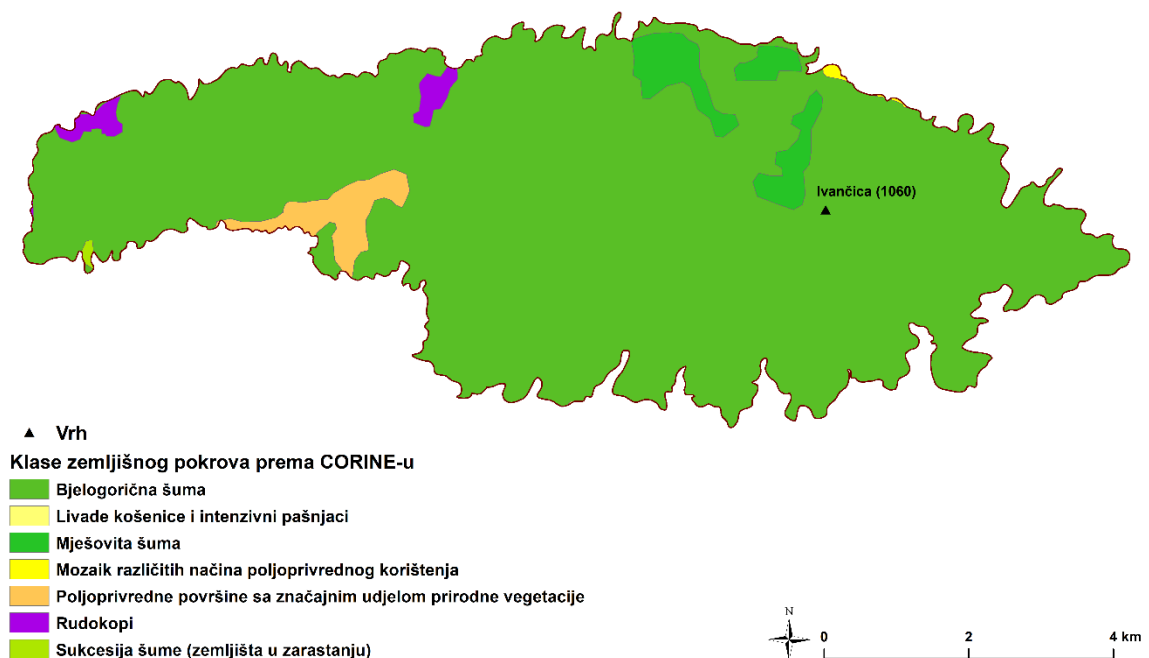 Ivančica (1060)
Vrh
Klase zemljišnog pokrova prema CORINE-u
Bjelogorična šuma
Livade košenice i intenzivni pašnjaci
Mješovita šuma
Mozaik različitih načina poljoprivrednog korištenja
Poljoprivredne površine sa značajnim udjelom prirodne vegetacije
Rudokopi
Sukcesija šume (zemljišta u zarastanju)
N
0 2 4 km